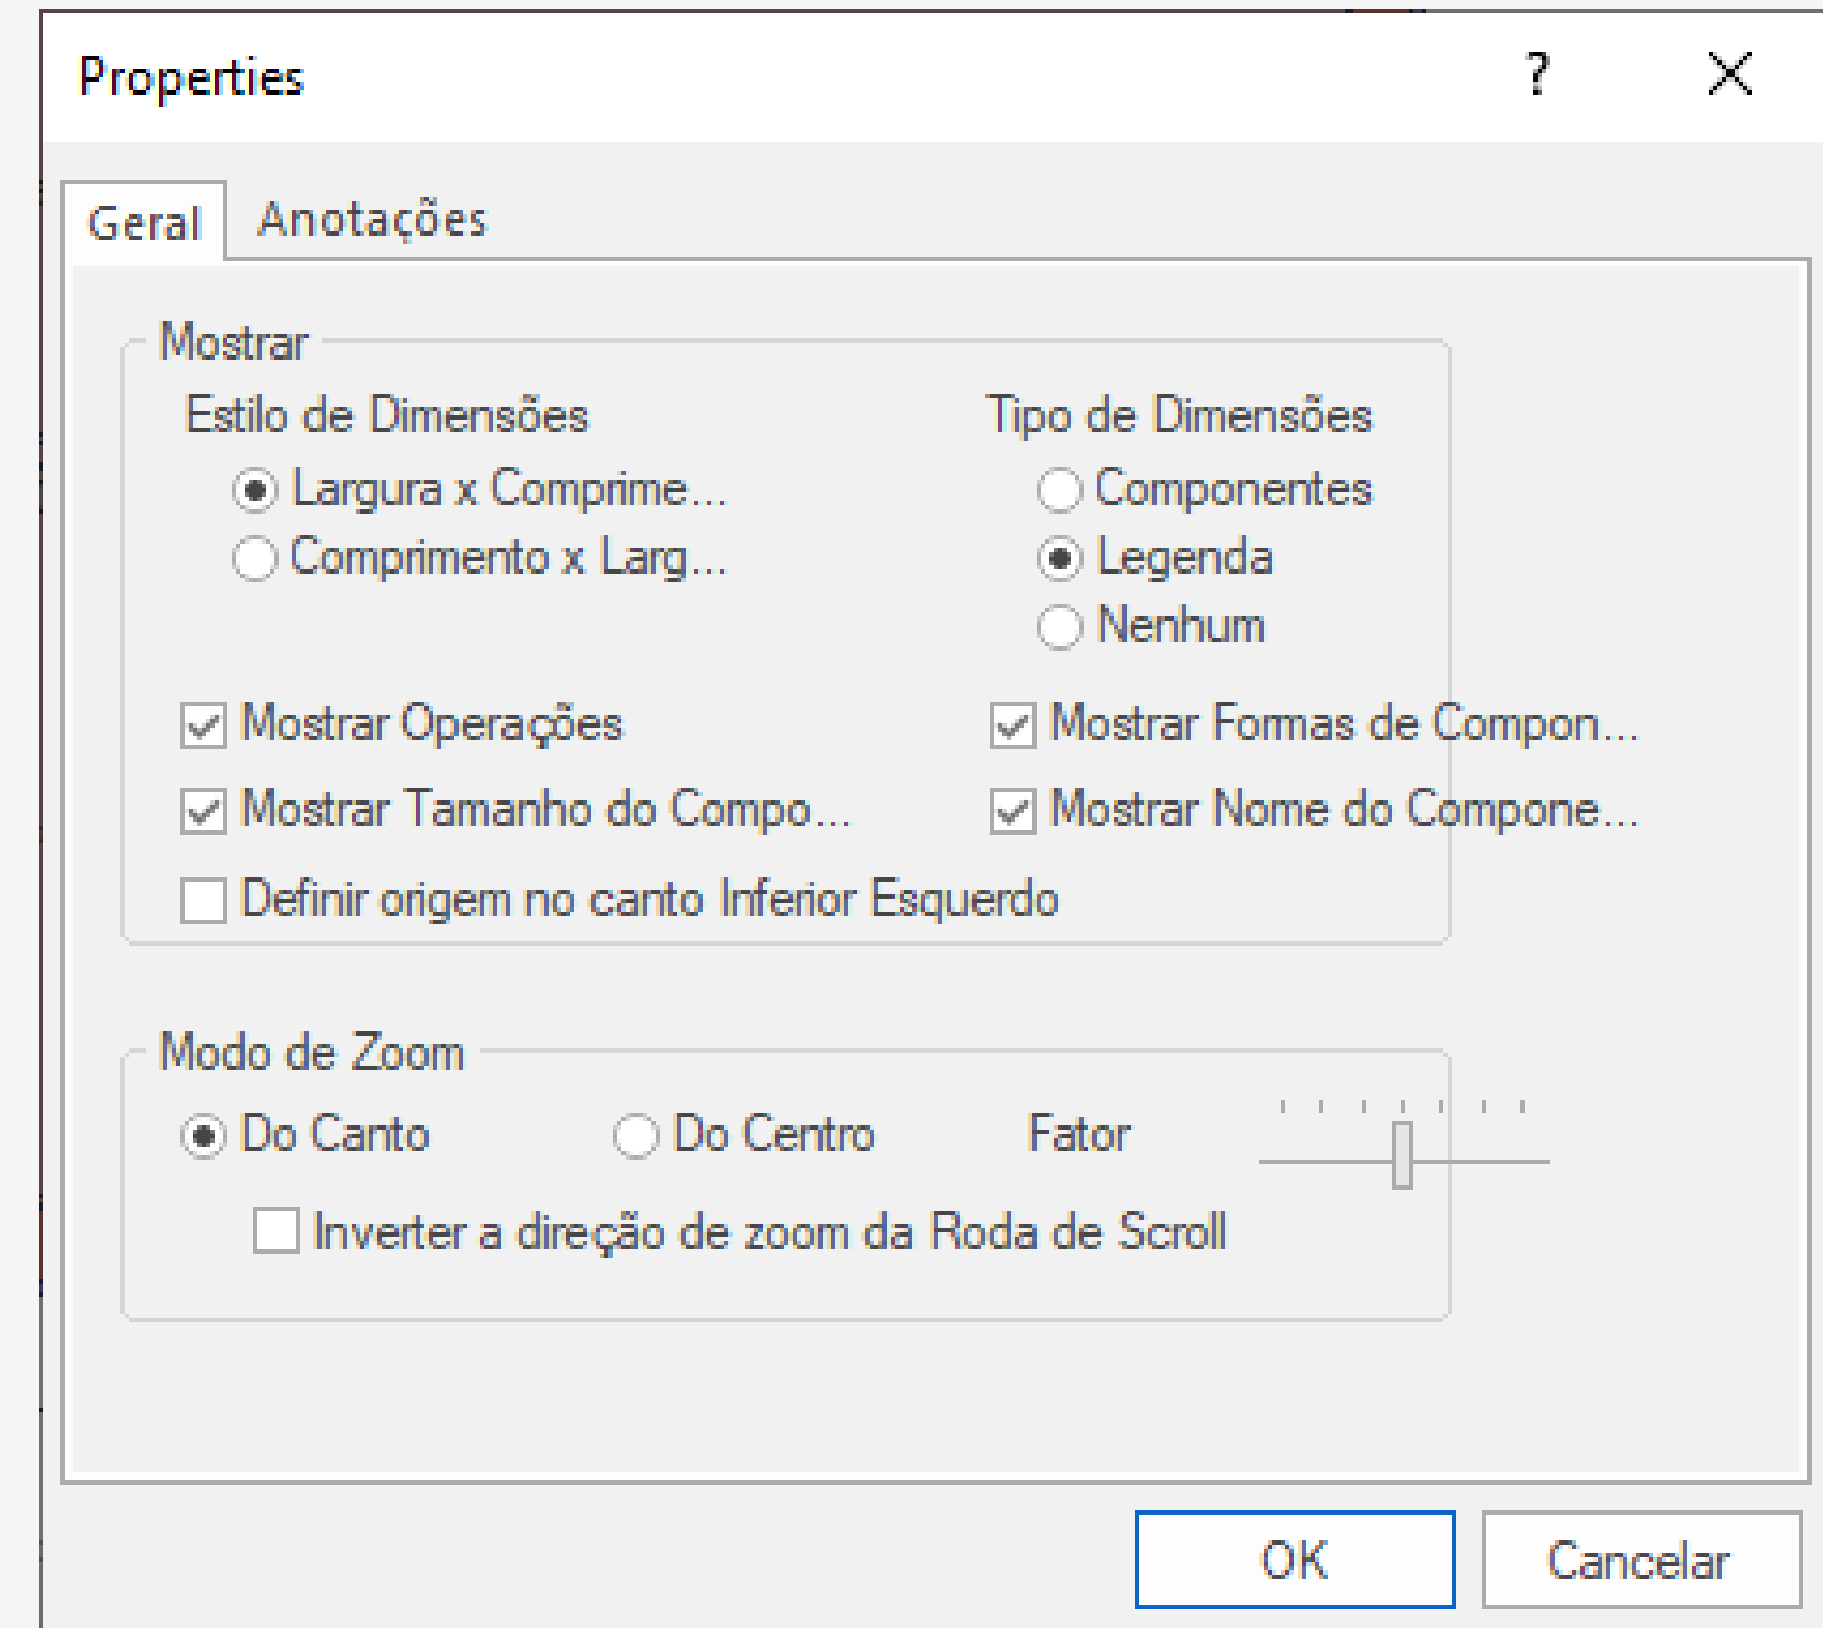 Properties
Geral Anotações
Mostrar
Estilo de Dimensões Tipo de Dimensões
Largura x Comprime... Componentes
Comprimento x Larg... Legenda
Nenhum
Mostrar Operações Mostrar Formas de Compon...
Mostrar Tamanho do Compo... Mostrar Nome do Compone...
Definir origem no canto Inferior Esquerdo
Modo de Zoom
Do Canto Do Centro Fator
Inverter a direção de zoom da Roda de Scroll
OK Cancelar